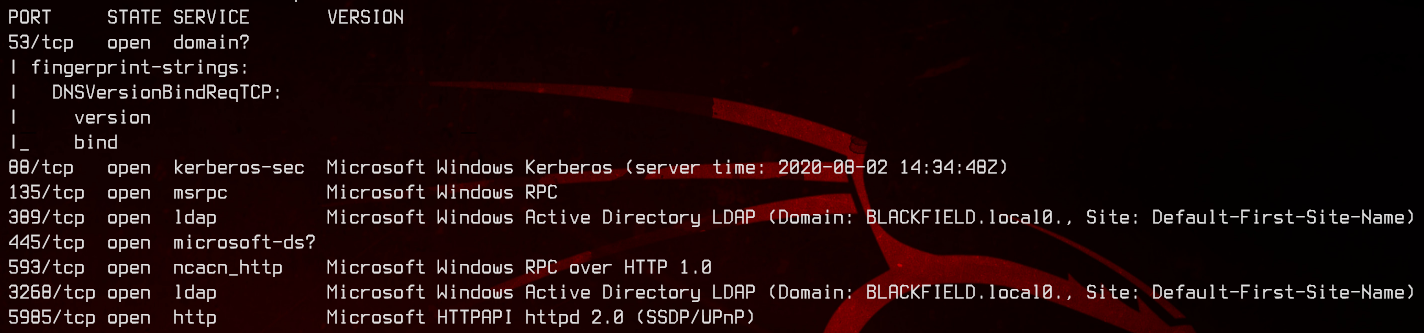 PORT     STATE SERVICE       VERSION
53/tcp   open  domain?
| fingerprint-strings:
|   DNSVersionBindReqTCP:
|     version
|_    bind
88/tcp   open  kerberos-sec  Microsoft Windows Kerberos (server time: 2020-08-02 14:34:48Z)
135/tcp  open  msrpc         Microsoft Windows RPC
389/tcp  open  ldap          Microsoft Windows Active Directory LDAP (Domain: BLACKFIELD.local0., Site: Default-First-Site-Name)
445/tcp  open  microsoft-ds?
593/tcp  open  ncacn_http    Microsoft Windows RPC over HTTP 1.0
3268/tcp open  ldap          Microsoft Windows Active Directory LDAP (Domain: BLACKFIELD.local0., Site: Default-First-Site-Name)
5985/tcp open  http          Microsoft HTTPAPI httpd 2.0 (SSDP/UPnP)